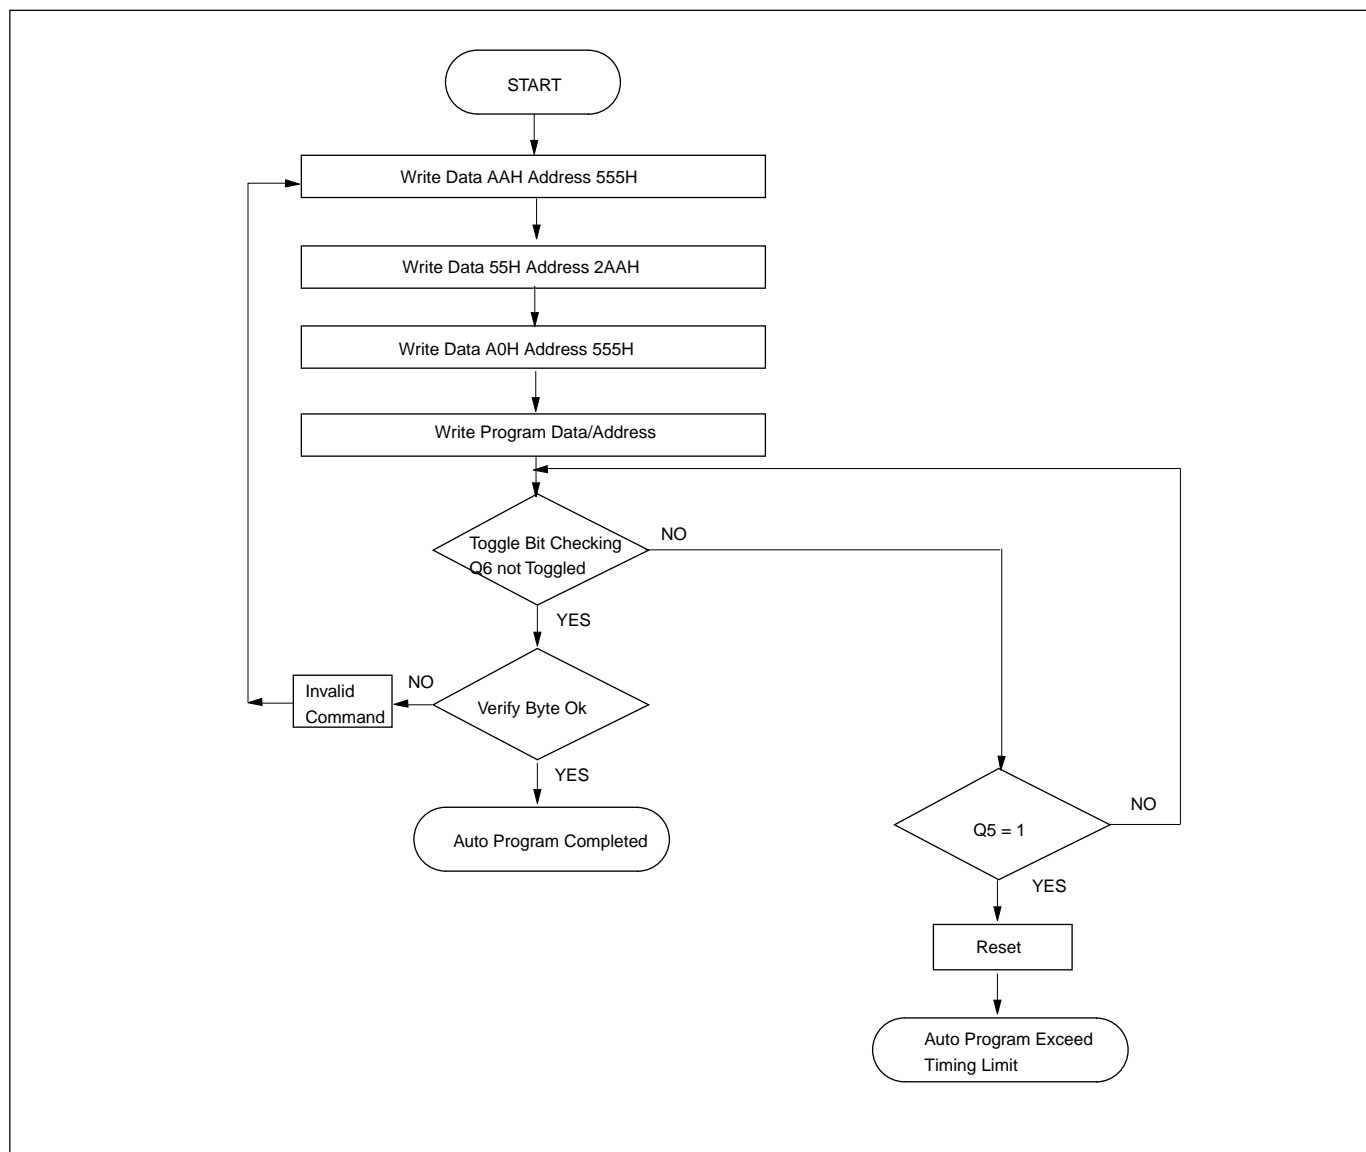 START
Write Data AAH Address 555H
Write Data 55H Address 2AAH
Write Data A0H Address 555H
Write Program Data/Address
Toggle Bit Checking
Q6 not Toggled
NO
YES
Invalid
Command
NO
Verify Byte Ok
YES
Auto Program Completed
Q5 = 1
NO
YES
Reset
Auto Program Exceed
Timing Limit